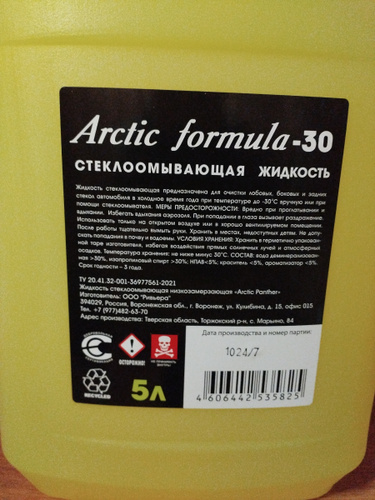 Arctic formula-30
СТЕКЛООМЫВАЮЩАЯ ЖИДКОСТЬ
Жидкость стеклоомывающая предназначена для очистки лобовых, боковых и задних
стекол автомобиля в холодное время года при температуре до -30°С вручную или при
помощи стеклоомывателя. МЕРЫ ПРЕДОСТОРОЖНОСТИ: Вредно при проглатывании и
вдыхании. Избегать вдыхания аэрозоля. При попадании в глаза вызывает раздражение.
Использовать только на открытом воздухе или в хорошо вентилируемом помещении.
После работы тщательно вымыть руки. Хранить в местах, недоступных детям. Не допу-
скать попадания в почву и водоемы. УСЛОВИЯ ХРАНЕНИЯ: Хранить в герметично упакован-
ной таре изготовителя, избегая воздействия прямых солнечных лучей и атмосферных
осадков. Температура хранения: не ниже минус 30°С. СОСТАВ: вода деминерализован-
ная >30%, изопропиловый спирт >30%; НПАВ<5%; краситель <5%, ароматизатор <5%.
Срок годности – 3 года.
ТУ 20.41.32-001-36977561-2021
Жидкость стеклоомывающая низкозамерзающая «Arctic Panther»
Изготовитель: ООО "Ривьера"
394029, Россия, Воронежская обл., г. Воронеж, ул. Кулибина, д. 15, офис 015
Тел. +7 (977)482-63-70
Адрес производства: Тверская область, Торжокский р-н, с. Марьино, 84
Дата производства и номер партии:
1024/7
ОСТОРОЖНО!
RECYCLED
5л
4606442535825